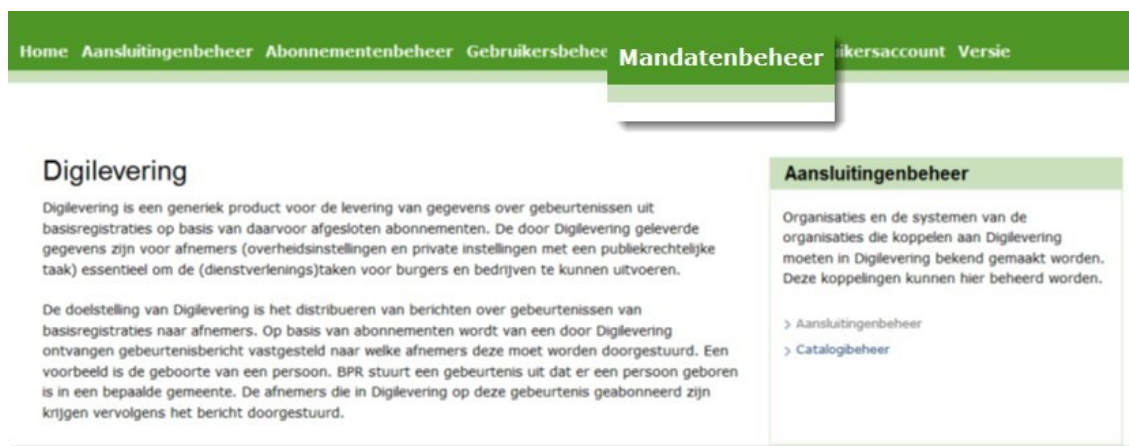 Home Aansluitingenbeheer Abonnementenbeheer Gebruikersbehee Mandatenbeheer ikersaccount Versie
Digilevering
Digilevering is een generiek product voor de levering van gegevens over gebeurtenissen uit
basisregistraties op basis van daarvoor afgesloten abonnementen. De door Digilevering geleverde
gegevens zijn voor afnemers (overheidsinstellingen en private instellingen met een publiekrechtelijke
taak) essentieel om de (dienstverlenings)taken voor burgers en bedrijven te kunnen uitvoeren.
De doelstelling van Digilevering is het distribueren van berichten over gebeurtenissen van
basisregistraties naar afnemers. Op basis van abonnementen wordt van een door Digilevering
ontvangen gebeurtenisbericht vastgesteld naar welke afnemers deze moet worden doorgestuurd. Een
voorbeeld is de geboorte van een persoon. BPR stuurt een gebeurtenis uit dat er een persoon geboren
is in een bepaalde gemeente. De afnemers die in Digilevering op deze gebeurtenis geabonneerd zijn
krijgen vervolgens het bericht doorgestuurd.
Aansluitingenbeheer
Organisaties en de systemen van de
organisaties die koppelen aan Digilevering
moeten in Digilevering bekend gemaakt worden.
Deze koppelingen kunnen hier beheerd worden.
> Aansluitingenbeheer
> Catalogibeheer